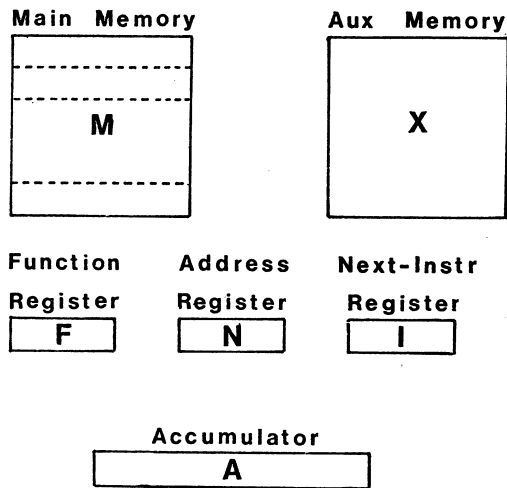 Main Memory
Aux Memory
M
X
Function
Address
Next-Instr
Register
Register
Register
F
N
I
Accumulator
A